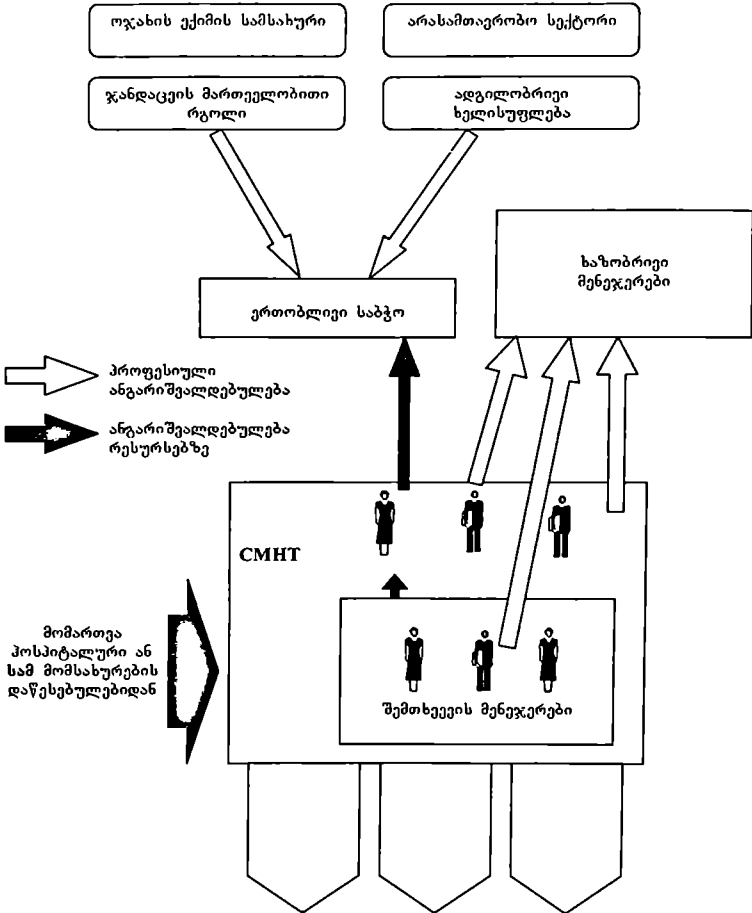 ოჯახის ექიმის სამსახური
არასამთავრობო სექტორი
ჯანდაცვის მართველობითი
რგოლი
ადგილობრივი
ხელისუფლება
ხაზობრივი
მენეჯერები
ერთობლივი საბჭო
პროფესიული
ანგარიშვალდებულება
ანგარიშვალდებულება
რესურსებზე
CMHT
მომართვა
ჰოსპიტალური ან
სამ მომსახურების
დაწესებულებიდან
შემთხვევის მენეჯერები